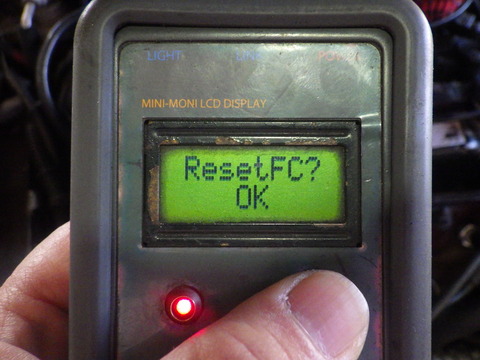 LIGHT
MINI-MONI LCD DISPLAY
ResetFC?
OK